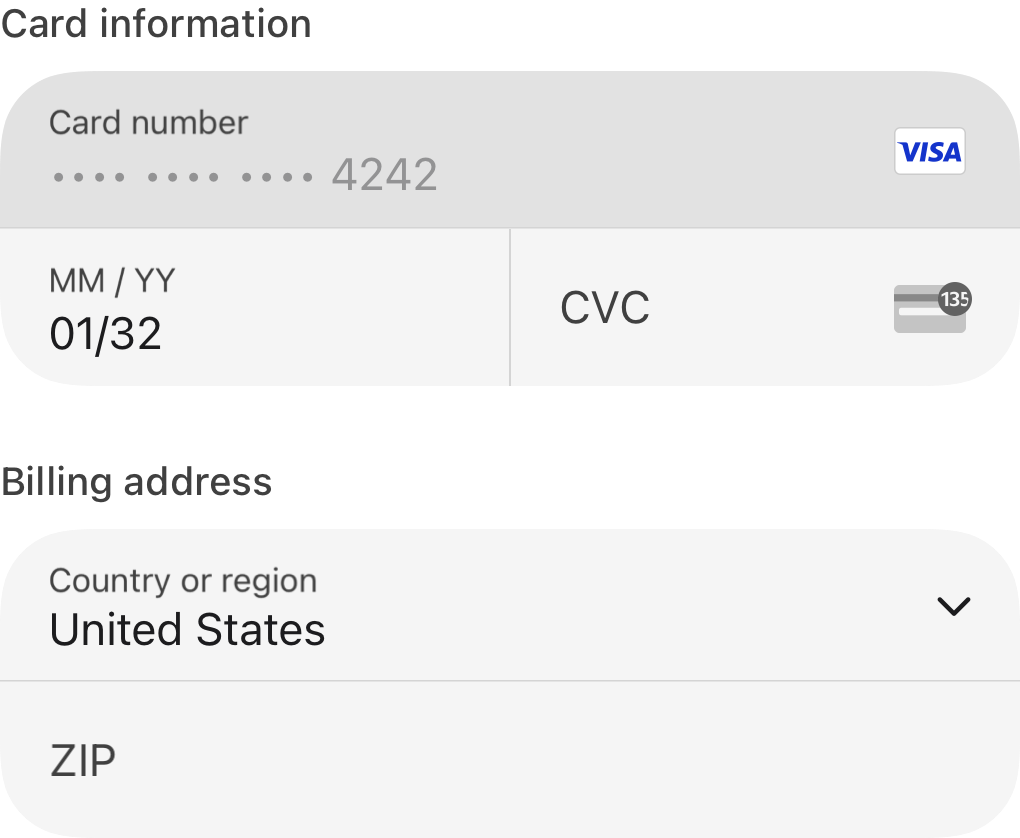 Card information
Card number
•••• •••• •••• 4242
VISA
MM / YY
01/32
CVC
135
Billing address
Country or region
United States
ZIP